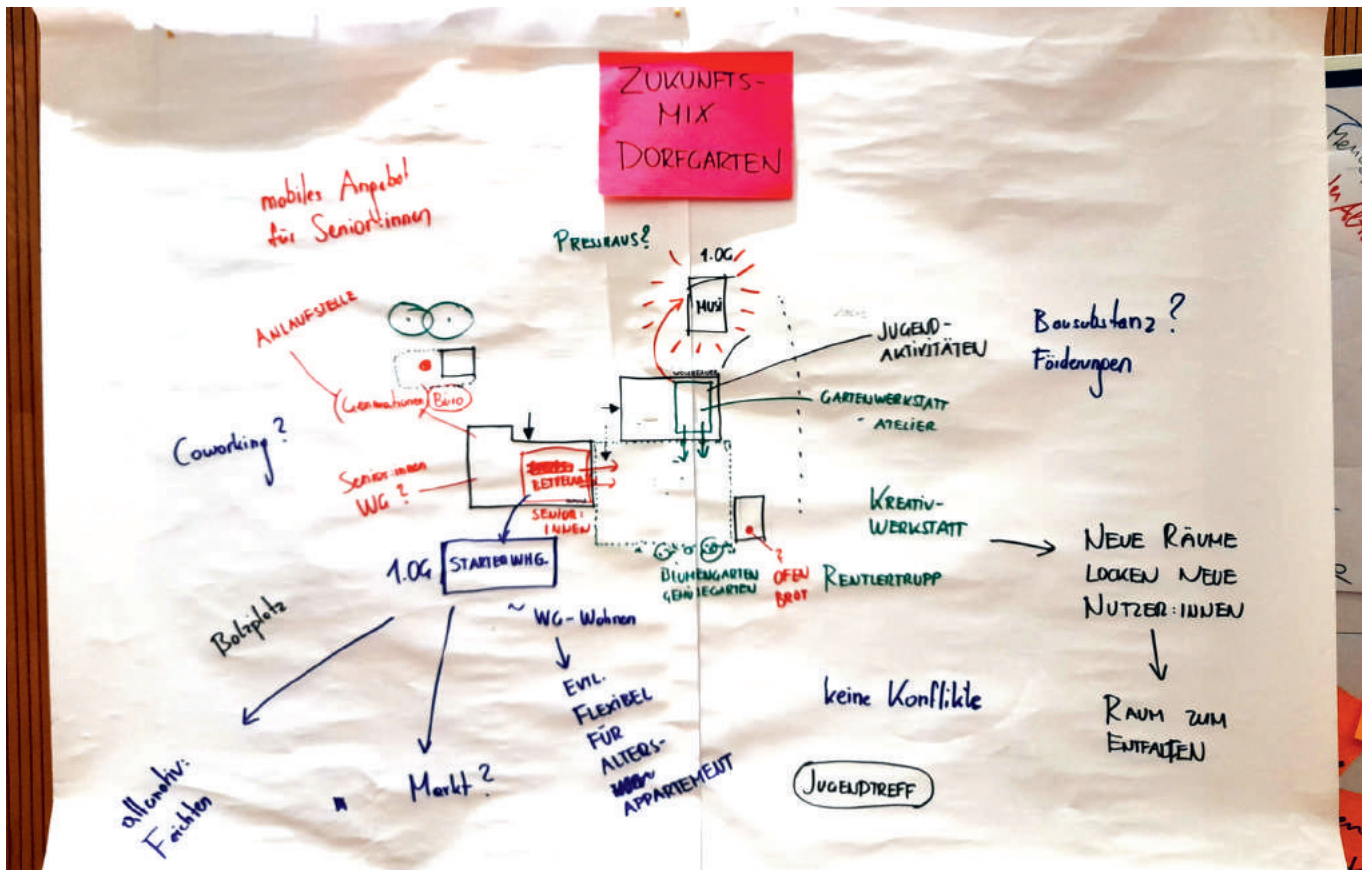 ZUKUNFTS-
MIX
DORFGARTEN
mobiles Angebot
für Senior:innen
PRESSHAUS?
1.OG
MUSI
ANLAUFSTELLE
JUGEND-
AKTIVITÄTEN
Bausubstanz?
Förderungen
Generationen Büro
GARTENWERKSTATT
-ATELIER
Coworking?
Senior:innen
WG?
SENIOR:
INNEN
KREATIV-
WERKSTATT
1.OG
STARTERWHG.
BLUMENGARTEN
GEMÜSEGARTEN
?
OFEN
BROT
RENTLERTRUPP
NEUE RÄUME
LOCKEN NEUE
NUTZER:INNEN
Bolzplatz
~ WG-Wohnen
EVTL.
FLEXIBEL
FÜR
ALTERS-
APPARTEMENT
keine Konflikte
RAUM ZUM
ENTFALTEN
Markt?
JUGENDTREFF
Feichten